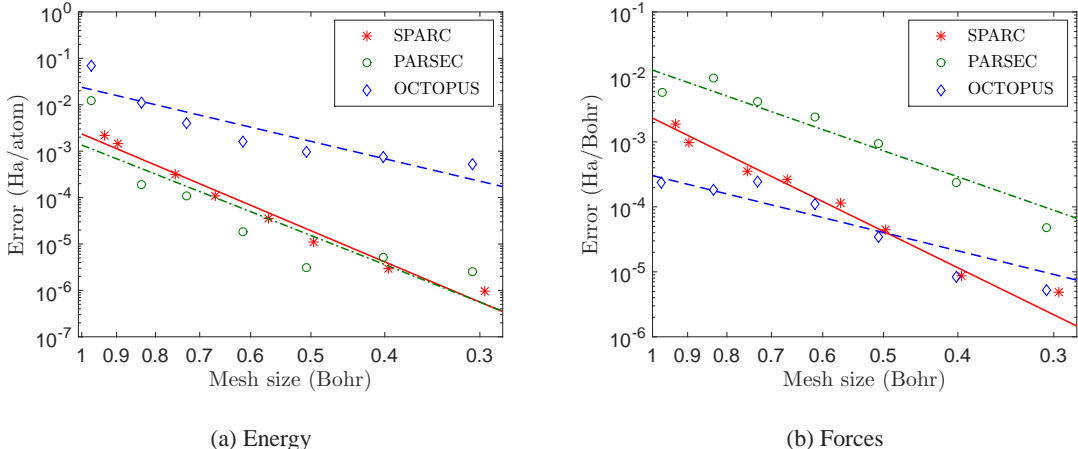 10^0
10^-1
10^-2
10^-3
10^-4
10^-5
10^-6
10^-7
Error (Ha/atom)
SPARC
PARSEC
OCTOPUS
1 0.9 0.8 0.7 0.6 0.5 0.4 0.3
Mesh size (Bohr)
(a) Energy
10^-1
10^-2
10^-3
10^-4
10^-5
10^-6
Error (Ha/Bohr)
SPARC
PARSEC
OCTOPUS
1 0.9 0.8 0.7 0.6 0.5 0.4 0.3
Mesh size (Bohr)
(b) Forces